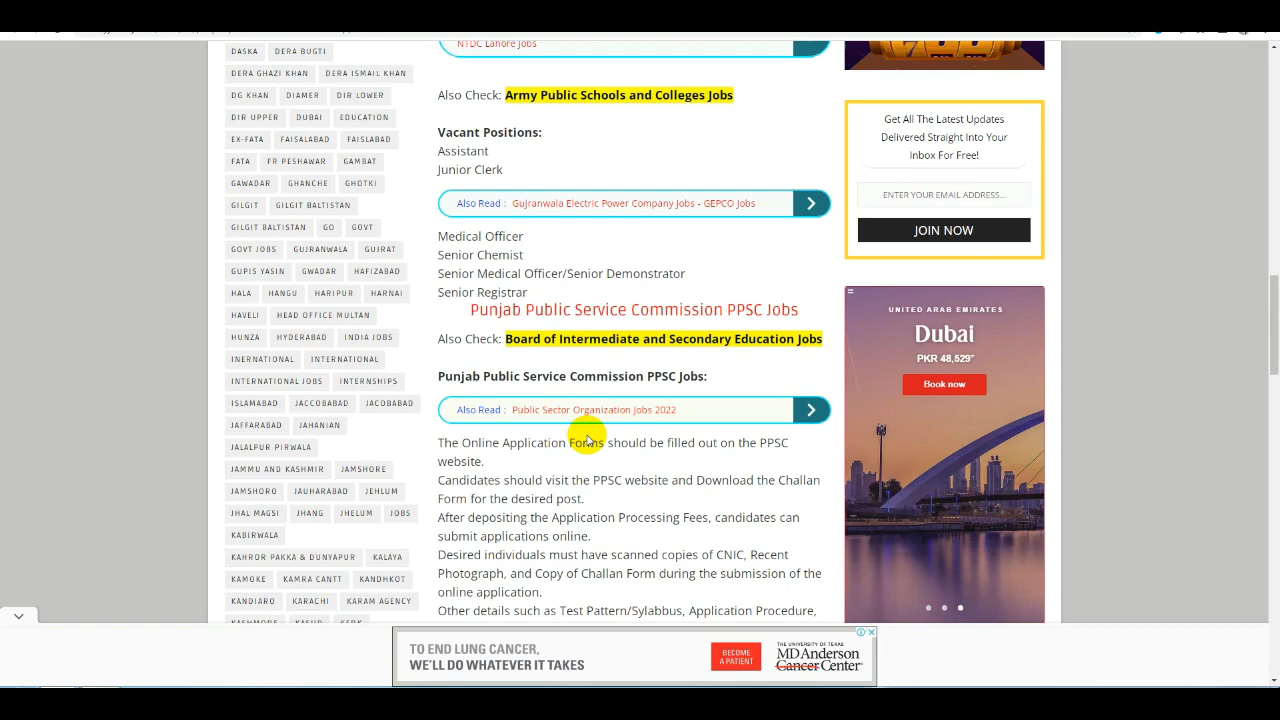 DASKA DERA BUGTI
DERA GHAZI KHAN DERA ISMAIL KHAN
DG KHAN DIAMER DIR LOWER
DIR UPPER DUBAI EDUCATION
EX-FATA FAISALABAD FAISLABAD
FATA FR PESHAWAR GAMBAT
GAWADAR GHANCHE GHOTKI
GILGIT GILGIT BALTISTAN
GILGIT BALTISTAN GO GOVT
GOVT JOBS GUJRANWALA GUJRAT
GUPIS YASIN GWADAR HAFIZABAD
HALA HANGU HARIPUR HARNAI
HAVELI HEAD OFFICE MULTAN
HUNZA HYDERABAD INDIA JOBS
INERNATIONAL INTERNATIONAL
INTERNATIONAL JOBS INTERNSHIPS
ISLAMABAD JACCOBABAD JACOBABAD
JAFFARABAD JAHANIAN
JALALPUR PIRWALA
JAMMU AND KASHMIR JAMSHORE
JAMSHORO JAUHARABAD JEHLUM
JHAL MAGSI JHANG JHELUM JOBS
KABIRWALA
KAHROR PAKKA & DUNYAPUR KALAYA
KAMOKE KAMRA CANTT KANDHKOT
KANDIARO KARACHI KARAM AGENCY
NTDC Lahore Jobs
Also Check: Army Public Schools and Colleges Jobs
Vacant Positions:
Assistant
Junior Clerk
Also Read : Gujranwala Electric Power Company Jobs - GEPCO Jobs
Medical Officer
Senior Chemist
Senior Medical Officer/Senior Demonstrator
Senior Registrar
Punjab Public Service Commission PPSC Jobs
Also Check: Board of Intermediate and Secondary Education Jobs
Punjab Public Service Commission PPSC Jobs:
Also Read : Public Sector Organization Jobs 2022
The Online Application Forms should be filled out on the PPSC
website.
Candidates should visit the PPSC website and Download the Challan
Form for the desired post.
After depositing the Application Processing Fees, candidates can
submit applications online.
Desired individuals must have scanned copies of CNIC, Recent
Photograph, and Copy of Challan Form during the submission of the
online application.
Other details such as Test Pattern/Sylabbus, Application Procedure,
Get All The Latest Updates
Delivered Straight Into Your
Inbox For Free!
ENTER YOUR EMAIL ADDRESS...
JOIN NOW
UNITED ARAB EMIRATES
Dubai
PKR 48,529*
Book now
TO END LUNG CANCER,
WE'LL DO WHATEVER IT TAKES
BECOME
A PATIENT
THE UNIVERSITY OF TEXAS
MD Anderson
Cancer Center